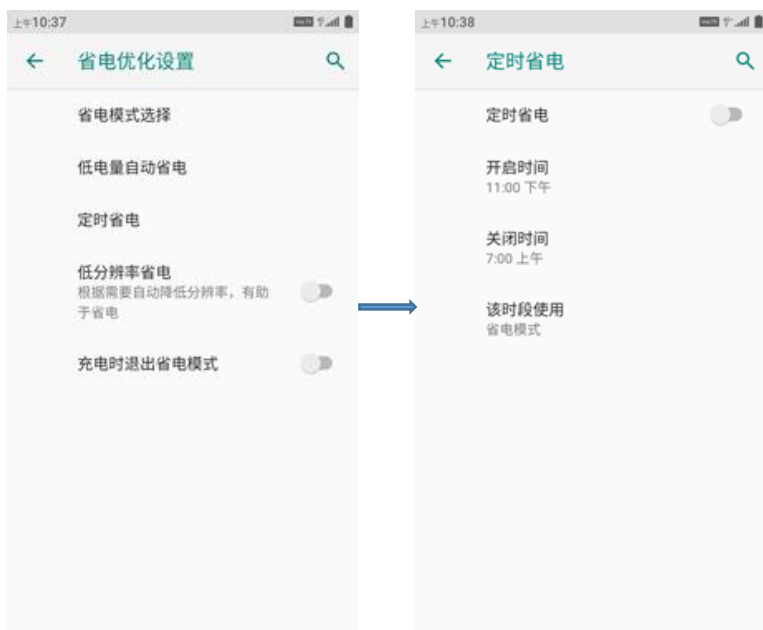 上午10:37
省电优化设置
省电模式选择
低电量自动省电
定时省电
低分辨率省电
根据需要自动降低分辨率，有助
于省电
充电时退出省电模式
上午10:38
定时省电
定时省电
开启时间
11:00 下午
关闭时间
7:00 上午
该时段使用
省电模式